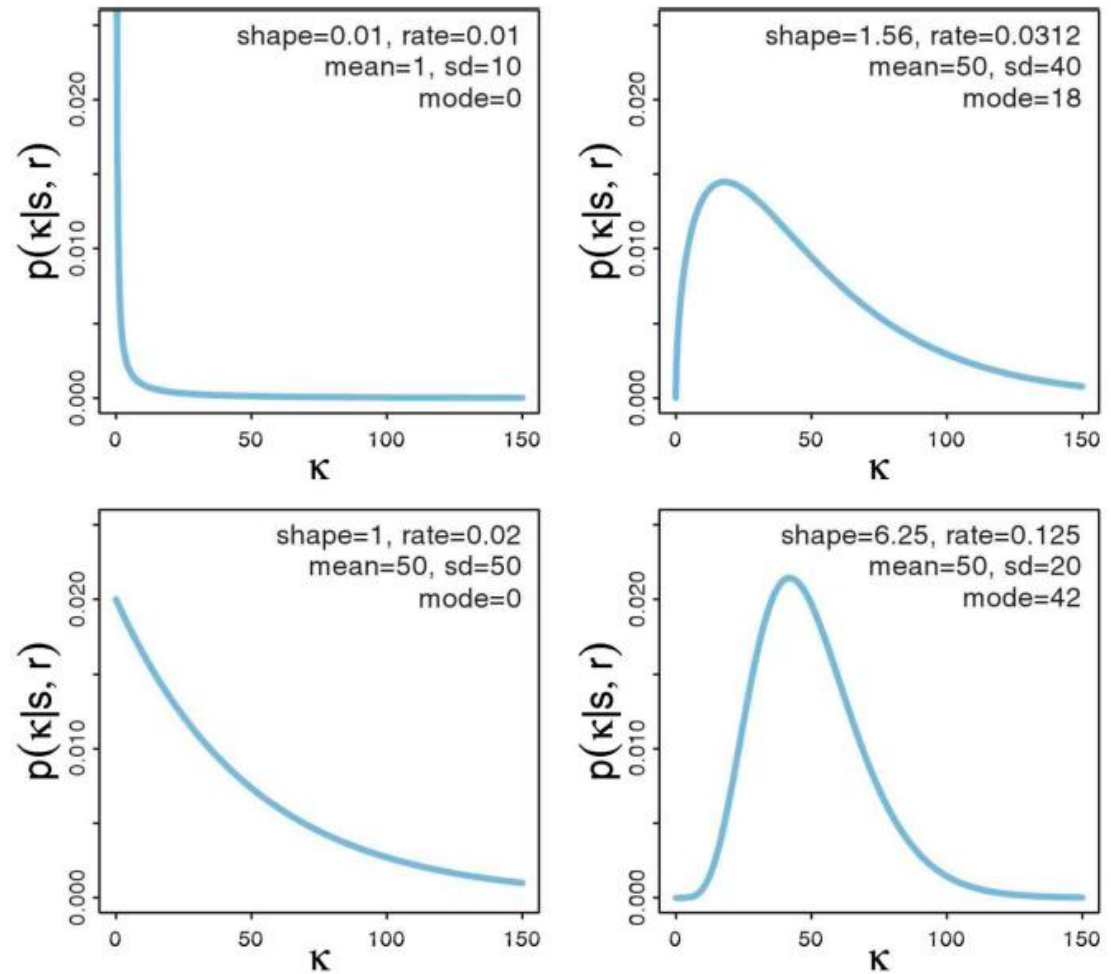 shape=0.01, rate=0.01
mean=1, sd=10
mode=0
p(κ|s, r)
0.000
0.010
0.020
0
50
100
150
κ
shape=1.56, rate=0.0312
mean=50, sd=40
mode=18
p(κ|s, r)
0.000
0.010
0.020
0
50
100
150
κ
shape=1, rate=0.02
mean=50, sd=50
mode=0
p(κ|s, r)
0.000
0.010
0.020
0
50
100
150
κ
shape=6.25, rate=0.125
mean=50, sd=20
mode=42
p(κ|s, r)
0.000
0.010
0.020
0
50
100
150
κ